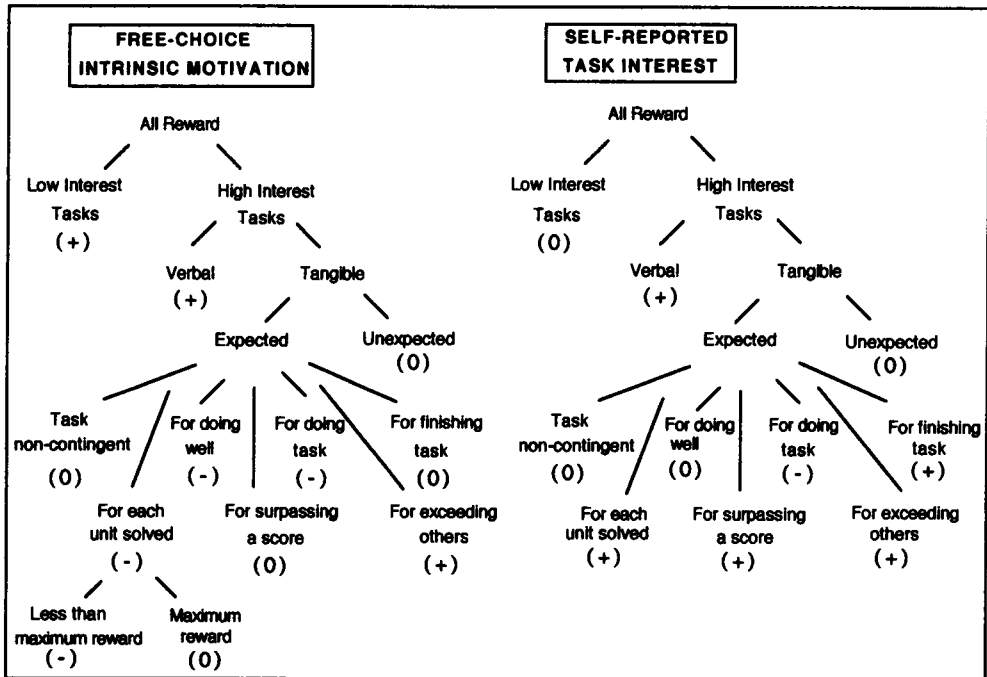 FREE-CHOICE
INTRINSIC MOTIVATION
All Reward
Low Interest
Tasks
(+)
High Interest
Tasks
Verbal
(+)
Tangible
Expected
Unexpected
(0)
Task
non-contingent
(0)
For doing
well
(-)
For doing
task
(-)
For finishing
task
(0)
For each
unit solved
(-)
For surpassing
a score
(0)
For exceeding
others
(+)
Less than
maximum reward
(-)
Maximum
reward
(0)
SELF-REPORTED
TASK INTEREST
All Reward
Low Interest
Tasks
(0)
High Interest
Tasks
Verbal
(+)
Tangible
Expected
Unexpected
(0)
Task
non-contingent
(0)
For doing
well
(0)
For doing
task
(-)
For finishing
task
(+)
For each
unit solved
(+)
For surpassing
a score
(+)
For exceeding
others
(+)